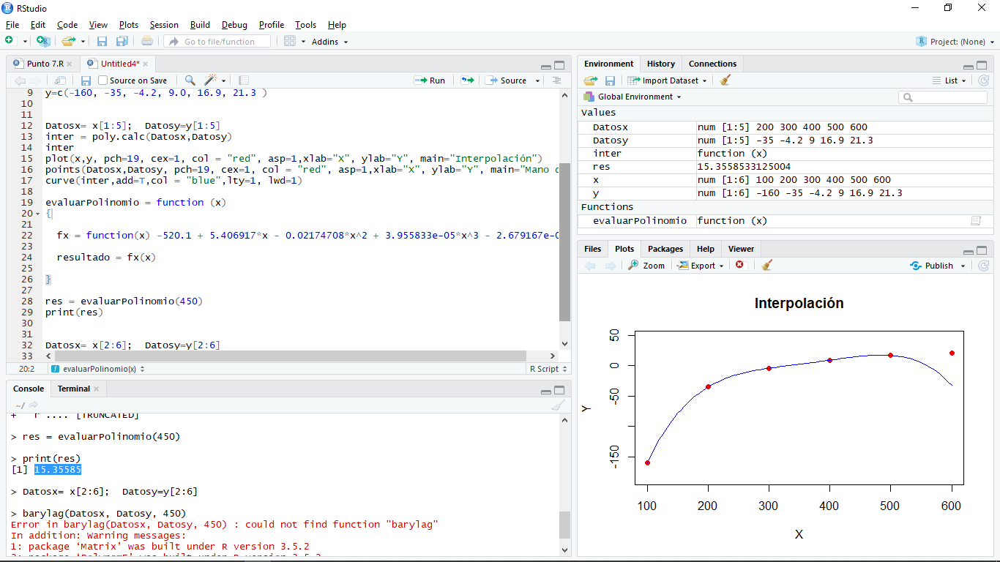 RStudio
File Edit Code View Plots Session Build Debug Profile Tools Help
Go to file/function Addins Project: (None)
Punto 7.R Untitled4*
Source on Save Run Source
9 y=c(-160, -35, -4.2, 9.0, 16.9, 21.3 )
10
11
12 Datosx= x[1:5];  Datosy=y[1:5]
13 inter = poly.calc(Datosx,Datosy)
14 inter
15 plot(x,y, pch=19, cex=1, col = "red", asp=1,xlab="X", ylab="Y", main="Interpolación")
16 points(Datosx,Datosy, pch=19, cex=1, col = "red", asp=1,xlab="X", ylab="Y", main="Mano d
17 curve(inter,add=T,col = "blue",lty=1, lwd=1)
18
19 evaluarPolinomio = function (x)
20 {
21
22 fx = function(x) -520.1 + 5.406917*x - 0.02174708*x^2 + 3.955833e-05*x^3 - 2.679167e-0
23
24 resultado = fx(x)
25
26 }
27
28 res = evaluarPolinomio(450)
29 print(res)
30
31
32 Datosx= x[2:6];  Datosy=y[2:6]
33
20:2 evaluarPolinomio(x) R Script
Console Terminal
~/
+ r .... [TRUNCATED]
> res = evaluarPolinomio(450)
> print(res)
[1] 15.35585
> Datosx= x[2:6];  Datosy=y[2:6]
> barylag(Datosx, Datosy, 450)
Error in barylag(Datosx, Datosy, 450) : could not find function "barylag"
In addition: Warning messages:
1: package ‘Matrix’ was built under R version 3.5.2
2: package ‘PolynomF’ was built under R version 3.5.2
Environment History Connections
Import Dataset List
Global Environment
Values
Datosx num [1:5] 200 300 400 500 600
Datosy num [1:5] -35 -4.2 9 16.9 21.3
inter function (x)
res 15.3558533125004
x num [1:6] 100 200 300 400 500 600
y num [1:6] -160 -35 -4.2 9 16.9 21.3
Functions
evaluarPolinomio function (x)
Files Plots Packages Help Viewer
Zoom Export Publish
Interpolación
50
0
-50
-150
Y
100 200 300 400 500 600
X